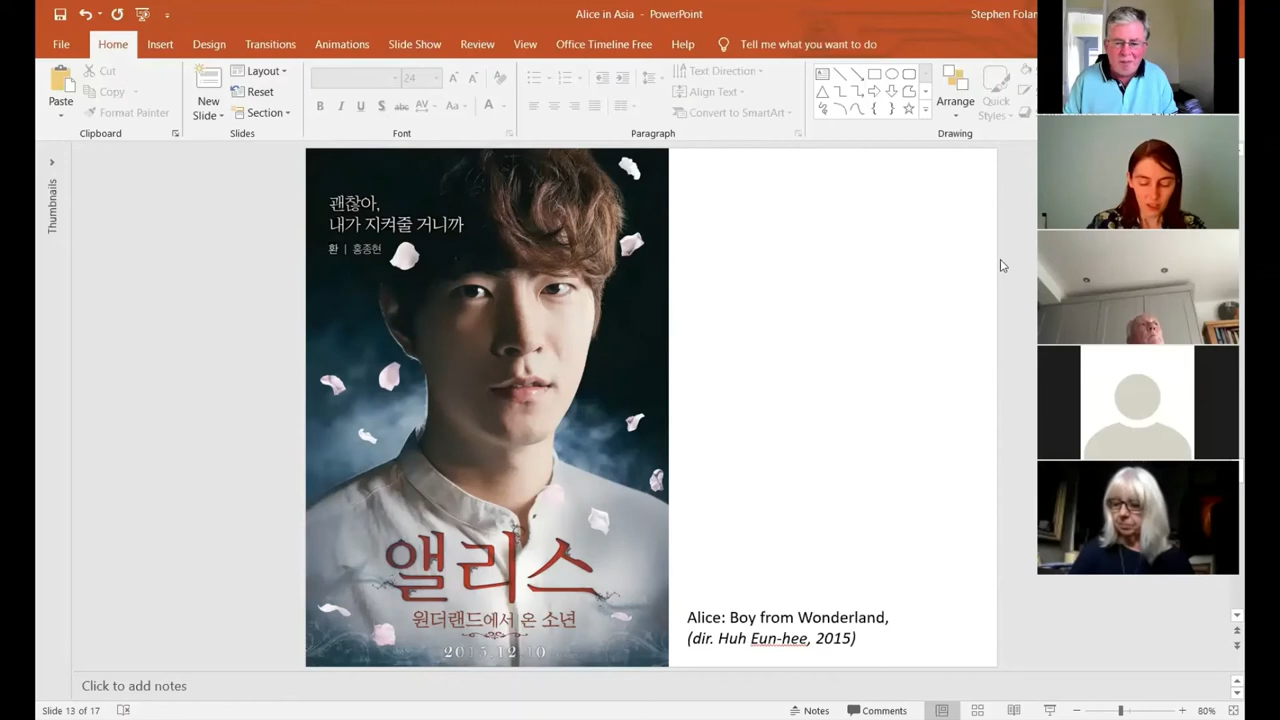 Alice in Asia - PowerPoint
Stephen Folan
File Home Insert Design Transitions Animations Slide Show Review View Office Timeline Free Help Tell me what you want to do
Paste
Cut
Copy
Format Painter
Clipboard
New
Slide
Layout
Reset
Section
Slides
24
B I U S abc AV Aa A
Font
Text Direction
Align Text
Convert to SmartArt
Paragraph
Arrange
Quick
Styles
Drawing
Thumbnails
괜찮아,
내가 지켜줄 거니까
환 | 홍종현
앨리스
원더랜드에서 온 소년
2015.12.10
Alice: Boy from Wonderland,
(dir. Huh Eun-hee, 2015)
Click to add notes
Slide 13 of 17
Notes
Comments
80%